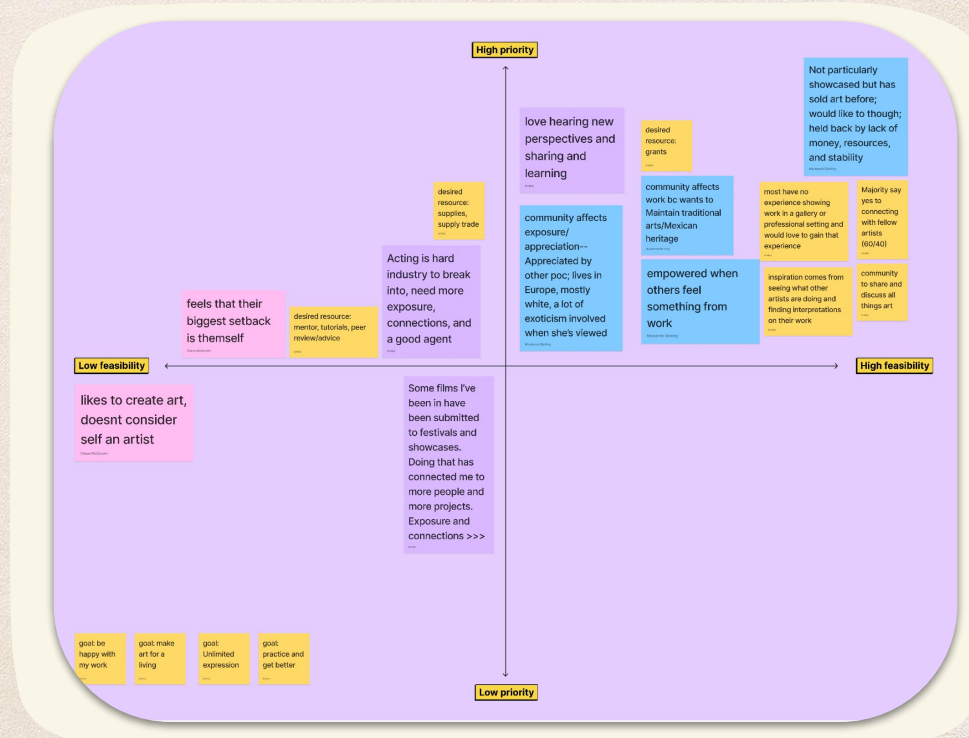 High priority
Not particularly
showcased but has
sold art before;
would like to though;
held back by lack of
money, resources,
and stability
love hearing new
perspectives and
sharing and
learning
desired
resource:
grants
desired
resource:
supplies,
supply trade
community affects
work bc wants to
Maintain traditional
arts/Mexican
heritage
most have no
experience showing
work in a gallery or
professional setting and
would love to gain that
experience
Majority say
yes to
connecting
with fellow
artists
(60/40)
community affects
exposure/
appreciation--
Appreciated by
other poc; lives in
Europe, mostly
white, a lot of
exoticism involved
when she's viewed
Acting is hard
industry to break
into, need more
exposure,
connections, and
a good agent
empowered when
others feel
something from
work
inspiration comes from
seeing what other
artists are doing and
finding interpretations
on their work
community
to share and
discuss all
things art
feels that their
biggest setback
is themself
desired resource:
mentor, tutorials, peer
review/advice
Low feasibility
High feasibility
likes to create art,
doesnt consider
self an artist
Some films I've
been in have
been submitted
to festivals and
showcases.
Doing that has
connected me to
more people and
more projects.
Exposure and
connections >>>
goal: be
happy with
my work
goal: make
art for a
living
goal:
Unlimited
expression
goal:
practice and
get better
Low priority